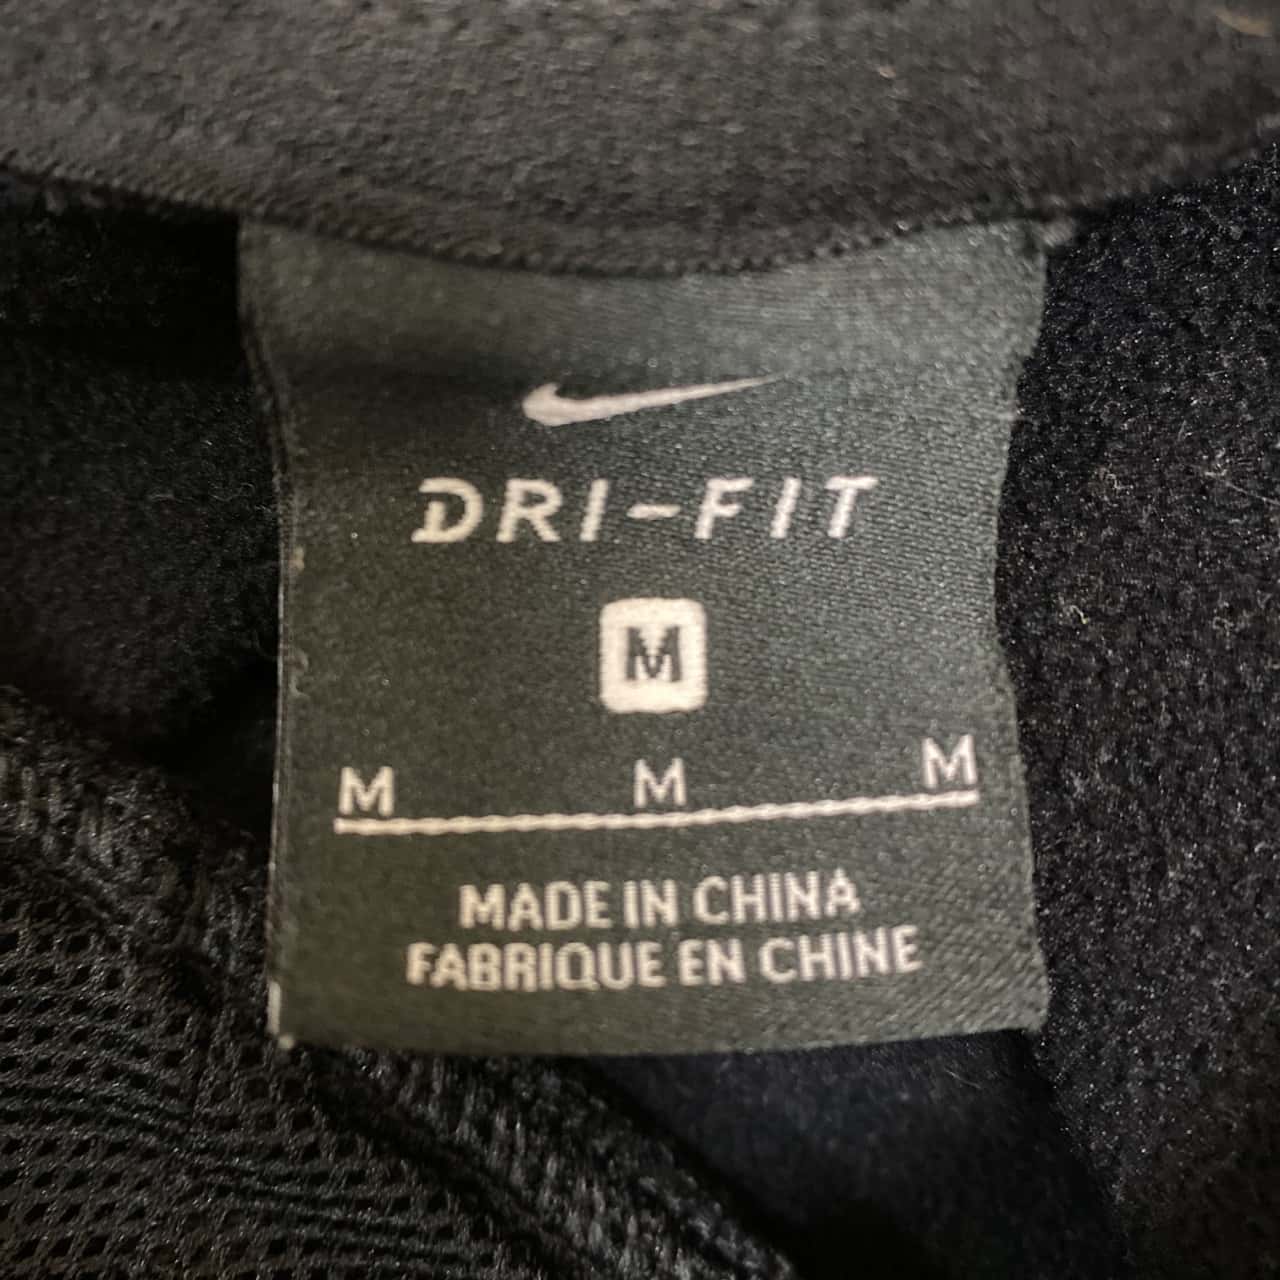 DRI-FIT
M
M M M
MADE IN CHINA
FABRIQUE EN CHINE